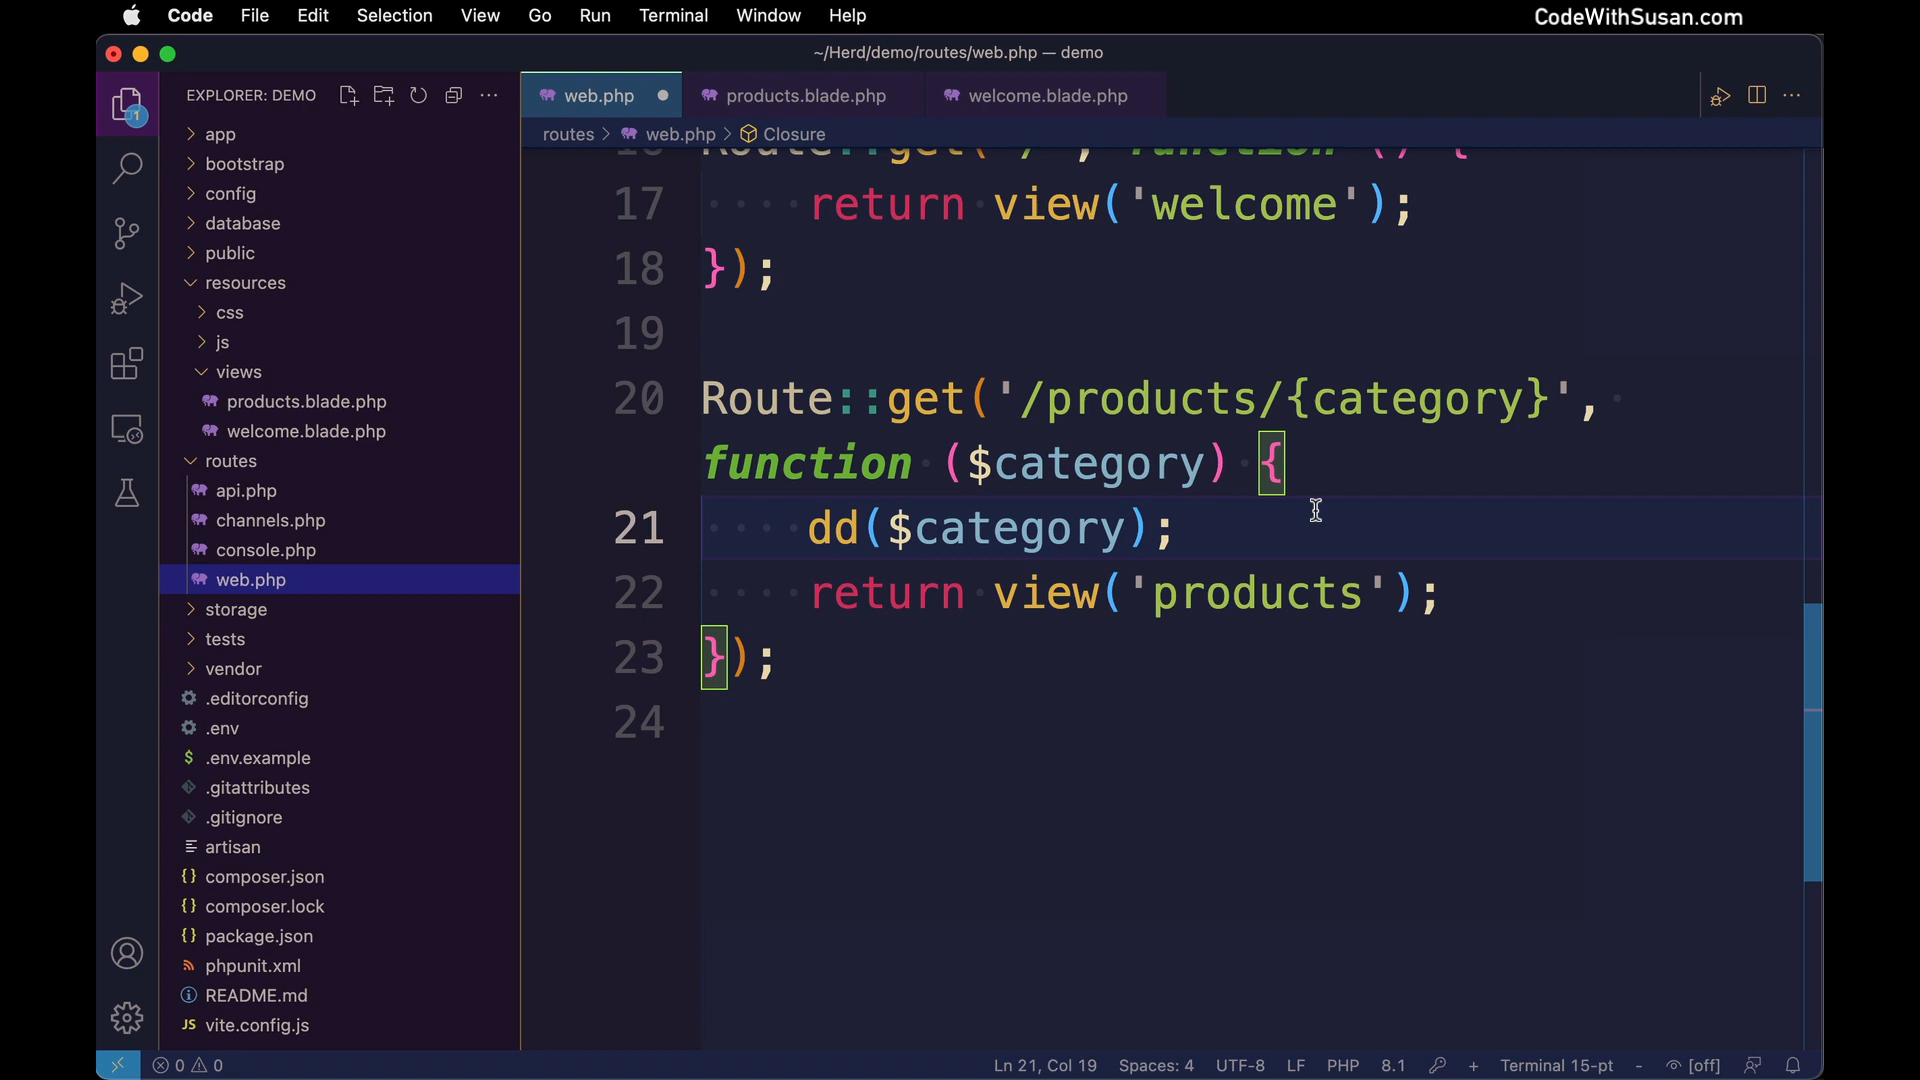 Code File Edit Selection View Go Run Terminal Window Help
CodeWithSusan.com
~/Herd/demo/routes/web.php — demo
EXPLORER: DEMO
web.php
products.blade.php
welcome.blade.php
routes > web.php > Closure
1
app
bootstrap
config
database
public
resources
css
js
views
products.blade.php
welcome.blade.php
routes
api.php
channels.php
console.php
web.php
storage
tests
vendor
.editorconfig
.env
$ .env.example
.gitattributes
.gitignore
artisan
{} composer.json
{} composer.lock
{} package.json
phpunit.xml
README.md
JS vite.config.js
16 Route::get('/', function () {
17     return view('welcome');
18 });
19
20 Route::get('/products/{category}',
function ($category) {
21     dd($category);
22     return view('products');
23 });
24
0 0
Ln 21, Col 19 Spaces: 4 UTF-8 LF PHP 8.1 + Terminal 15-pt - [off]